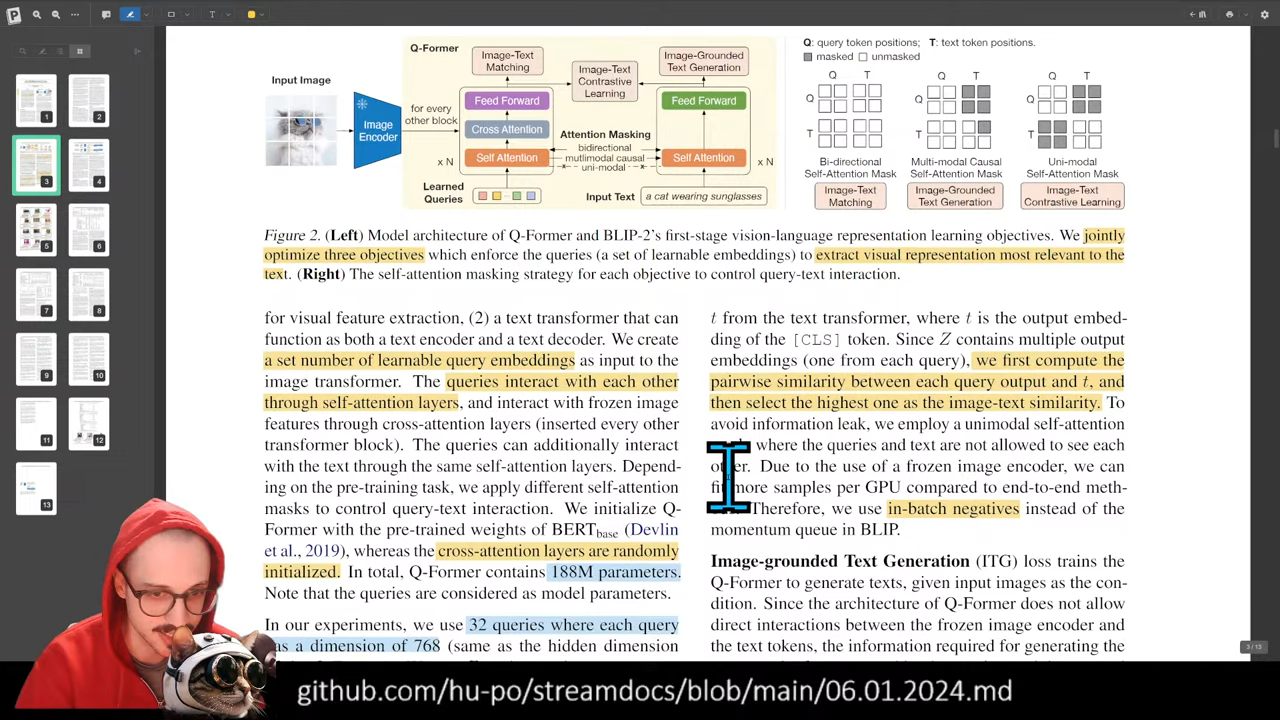 Q-Former
Input Image
Image
Encoder
for every
other block
Image-Text
Matching
Image-Text
Contrastive
Learning
Image-Grounded
Text Generation
Feed Forward
Feed Forward
Cross Attention
Attention Masking
bidirectional
mutlimodal causal
uni-modal
x N
Self Attention
Self Attention
x N
Learned
Queries
Input Text
a cat wearing sunglasses
Q: query token positions; T: text token positions.
masked unmasked
Q T Q T Q T
Q Q Q
T T T
Bi-directional
Self-Attention Mask
Multi-modal Causal
Self-Attention Mask
Uni-modal
Self-Attention Mask
Image-Text
Matching
Image-Grounded
Text Generation
Image-Text
Contrastive Learning
Figure 2. (Left) Model architecture of Q-Former and BLIP-2's first-stage vision-language representation learning objectives. We jointly
optimize three objectives which enforce the queries (a set of learnable embeddings) to extract visual representation most relevant to the
text. (Right) The self-attention masking strategy for each objective to control query-text interaction.
for visual feature extraction, (2) a text transformer that can
function as both a text encoder and a text decoder. We create
a set number of learnable query embeddings as input to the
image transformer. The queries interact with each other
through self-attention layers, and interact with frozen image
features through cross-attention layers (inserted every other
transformer block). The queries can additionally interact
with the text through the same self-attention layers. Depend-
ing on the pre-training task, we apply different self-attention
masks to control query-text interaction. We initialize Q-
Former with the pre-trained weights of BERTbase (Devlin
et al., 2019), whereas the cross-attention layers are randomly
initialized. In total, Q-Former contains 188M parameters.
Note that the queries are considered as model parameters.
In our experiments, we use 32 queries where each query
has a dimension of 768 (same as the hidden dimension
t from the text transformer, where t is the output embed-
ding of the [CLS] token. Since Z contains multiple output
embeddings (one from each query), we first compute the
pairwise similarity between each query output and t, and
then select the highest one as the image-text similarity. To
avoid information leak, we employ a unimodal self-attention
where the queries and text are not allowed to see each
other. Due to the use of a frozen image encoder, we can
fit more samples per GPU compared to end-to-end meth-
Therefore, we use in-batch negatives instead of the
momentum queue in BLIP.
Image-grounded Text Generation (ITG) loss trains the
Q-Former to generate texts, given input images as the con-
dition. Since the architecture of Q-Former does not allow
direct interactions between the frozen image encoder and
the text tokens, the information required for generating the
1
2
3
4
5
6
7
8
9
10
11
12
13
3 / 13
github.com/hu-po/streamdocs/blob/main/06.01.2024.md